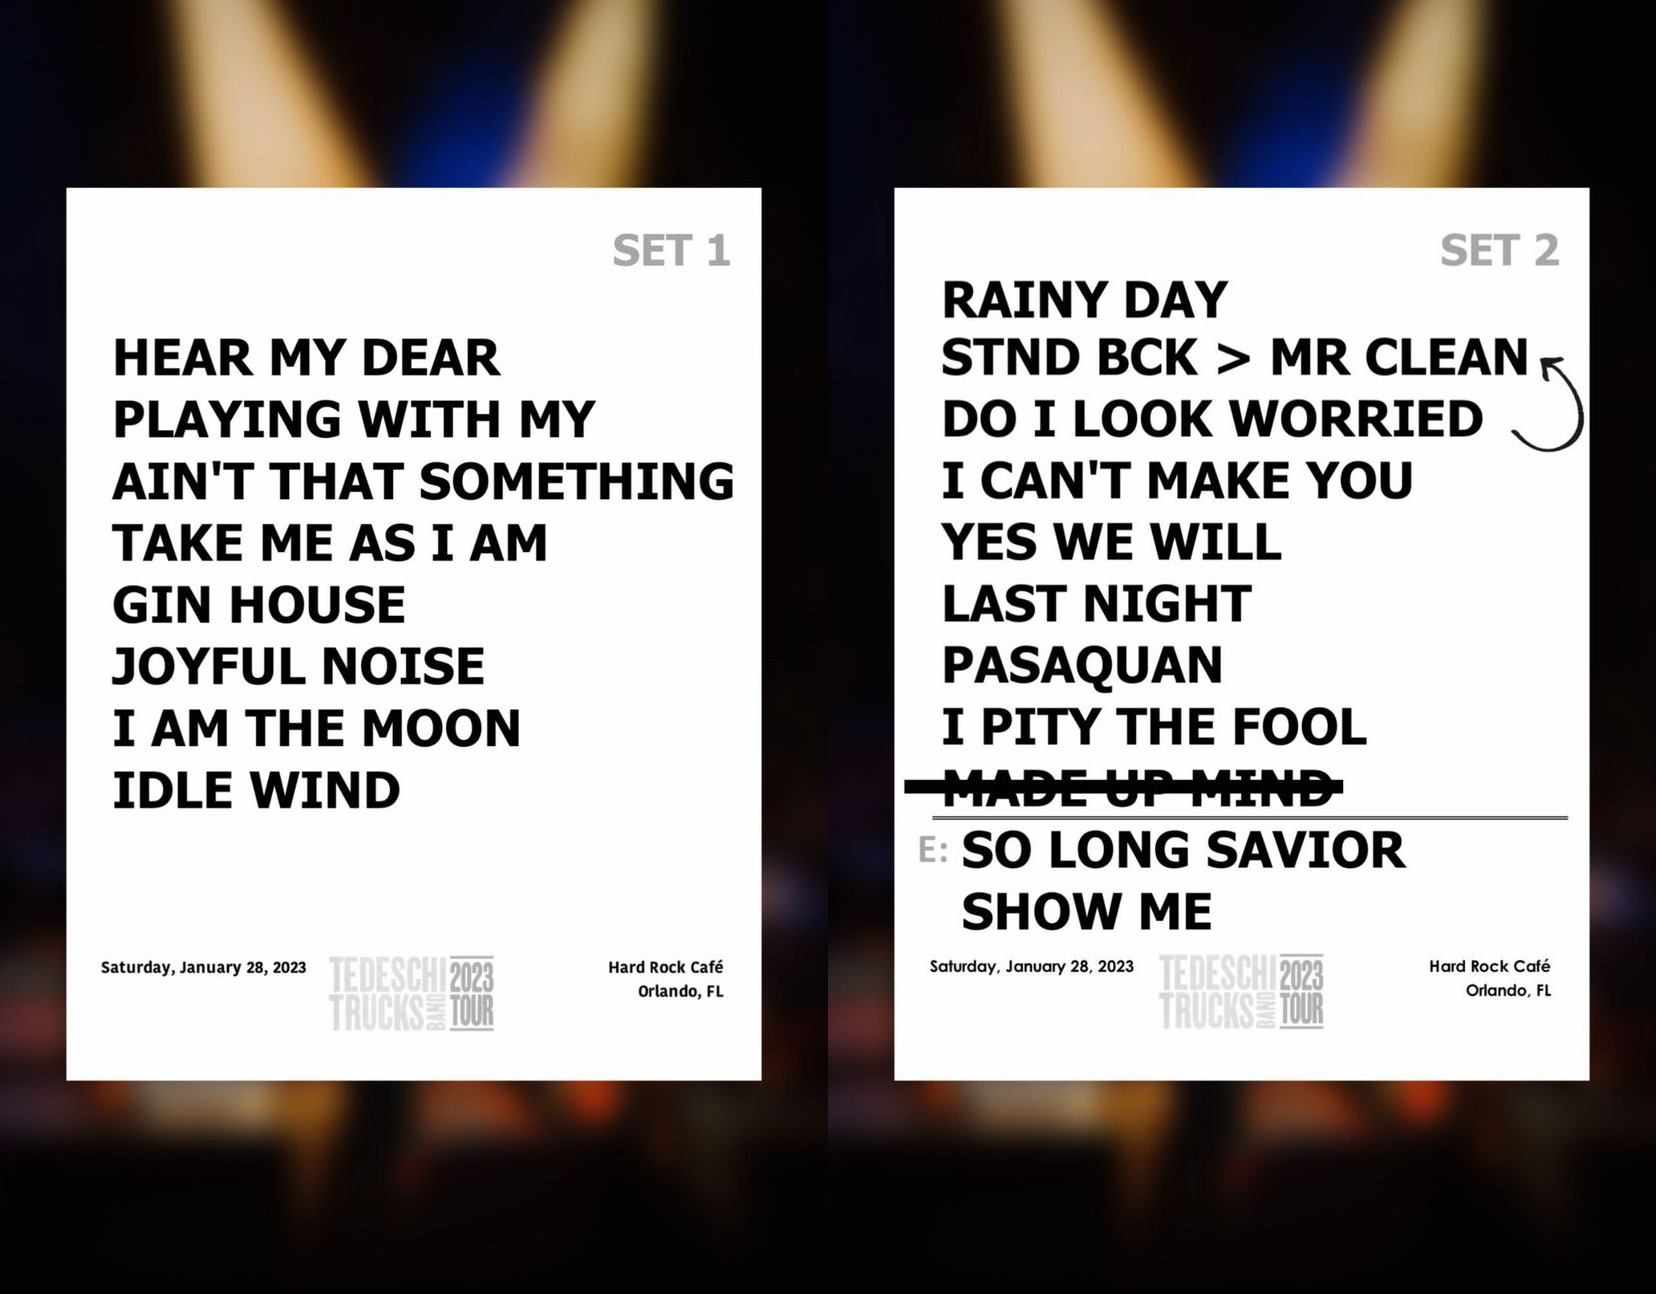 SET 1
HEAR MY DEAR
PLAYING WITH MY
AIN'T THAT SOMETHING
TAKE ME AS I AM
GIN HOUSE
JOYFUL NOISE
I AM THE MOON
IDLE WIND
Saturday, January 28, 2023
TEDESCHI TRUCKS BAND 2023 TOUR
Hard Rock Café
Orlando, FL
SET 2
RAINY DAY
STND BCK > MR CLEAN
DO I LOOK WORRIED
I CAN'T MAKE YOU
YES WE WILL
LAST NIGHT
PASAQUAN
I PITY THE FOOL
MADE UP MIND
E: SO LONG SAVIOR
SHOW ME
Saturday, January 28, 2023
TEDESCHI TRUCKS BAND 2023 TOUR
Hard Rock Café
Orlando, FL